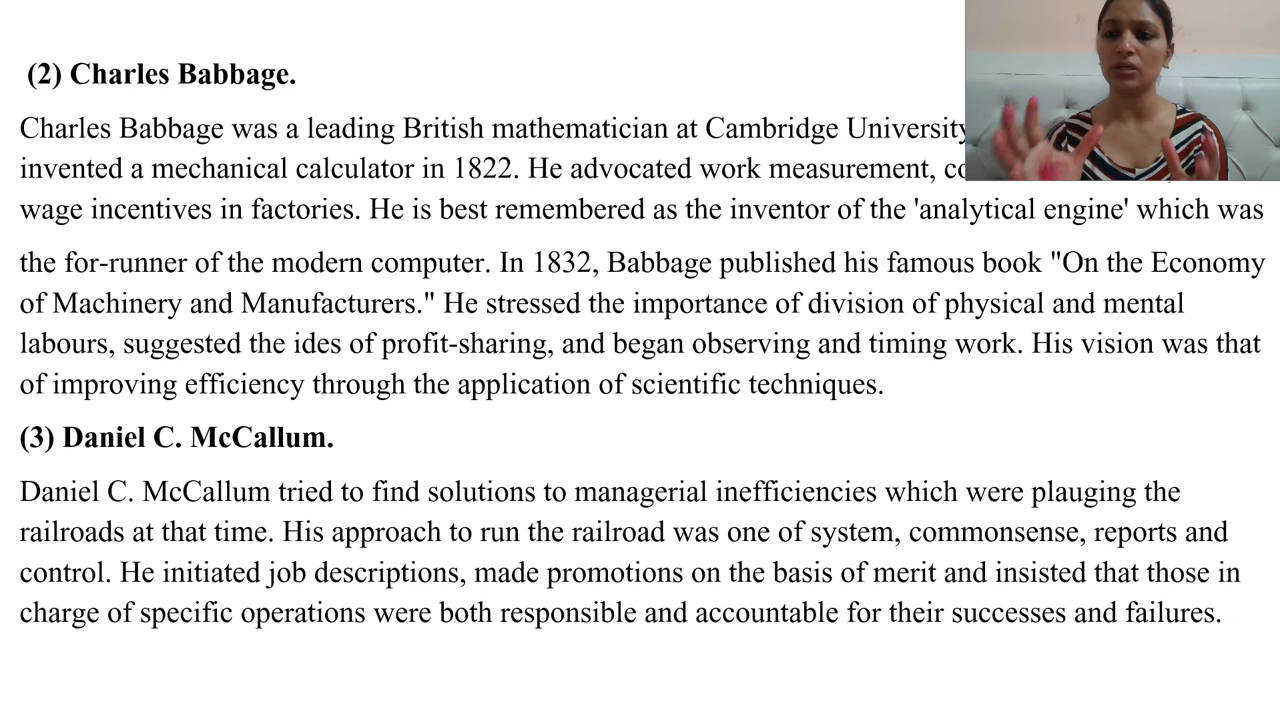 (2) Charles Babbage.
Charles Babbage was a leading British mathematician at Cambridge University
invented a mechanical calculator in 1822. He advocated work measurement,
wage incentives in factories. He is best remembered as the inventor of the 'analytical engine' which was
the for-runner of the modern computer. In 1832, Babbage published his famous book "On the Economy
of Machinery and Manufacturers." He stressed the importance of division of physical and mental
labours, suggested the ides of profit-sharing, and began observing and timing work. His vision was that
of improving efficiency through the application of scientific techniques.
(3) Daniel C. McCallum.
Daniel C. McCallum tried to find solutions to managerial inefficiencies which were plauging the
railroads at that time. His approach to run the railroad was one of system, commonsense, reports and
control. He initiated job descriptions, made promotions on the basis of merit and insisted that those in
charge of specific operations were both responsible and accountable for their successes and failures.